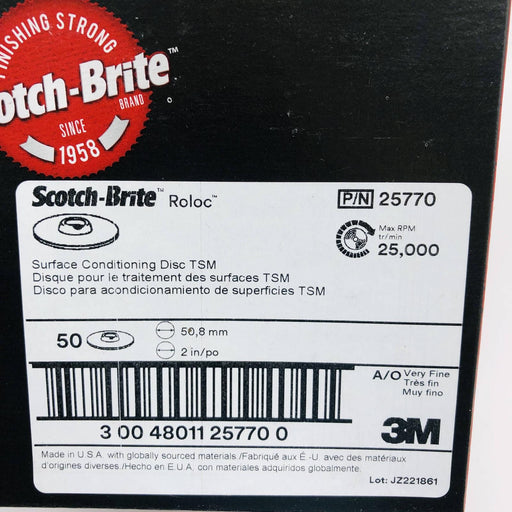 FINISHING STRONG
otch-Brite™
BRAND
SINCE
1958
Scotch-Brite™ Roloc™
P/N 25770
Max RPM
tr/min
25,000
Surface Conditioning Disc TSM
Disque pour le traitement des surfaces TSM
Disco para acondicionamiento de superficies TSM
50
50,8 mm
2 in/po
A/O Very Fine
Très fin
Muy fino
3 00 48011 25770 0
3M
Made in U.S.A. with globally sourced materials./Fabriqué aux É.-U. avec des matériaux
d'origines diverses./Hecho en E.U.A. con materiales adquiridos globalmente.
Lot: JZ221861